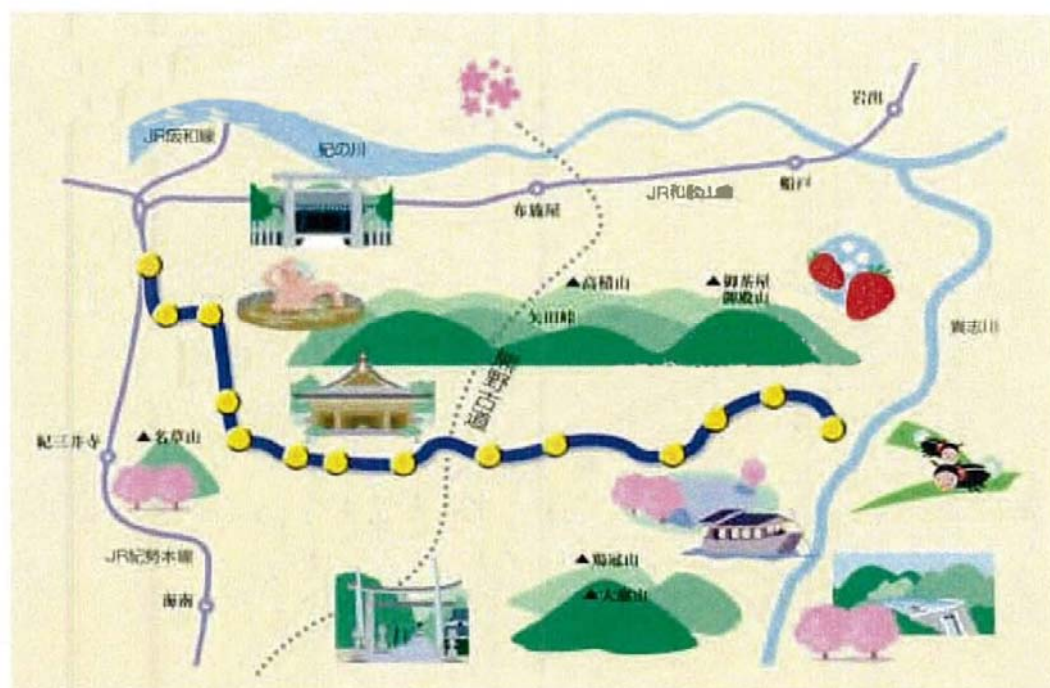 岩出
JR阪和線
紀の川
船戸
JR和歌山線
布施屋
▲高積山
▲御茶屋
御殿山
矢田峠
貴志川
熊野古道
紀三井寺
▲名草山
JR紀勢本線
海南